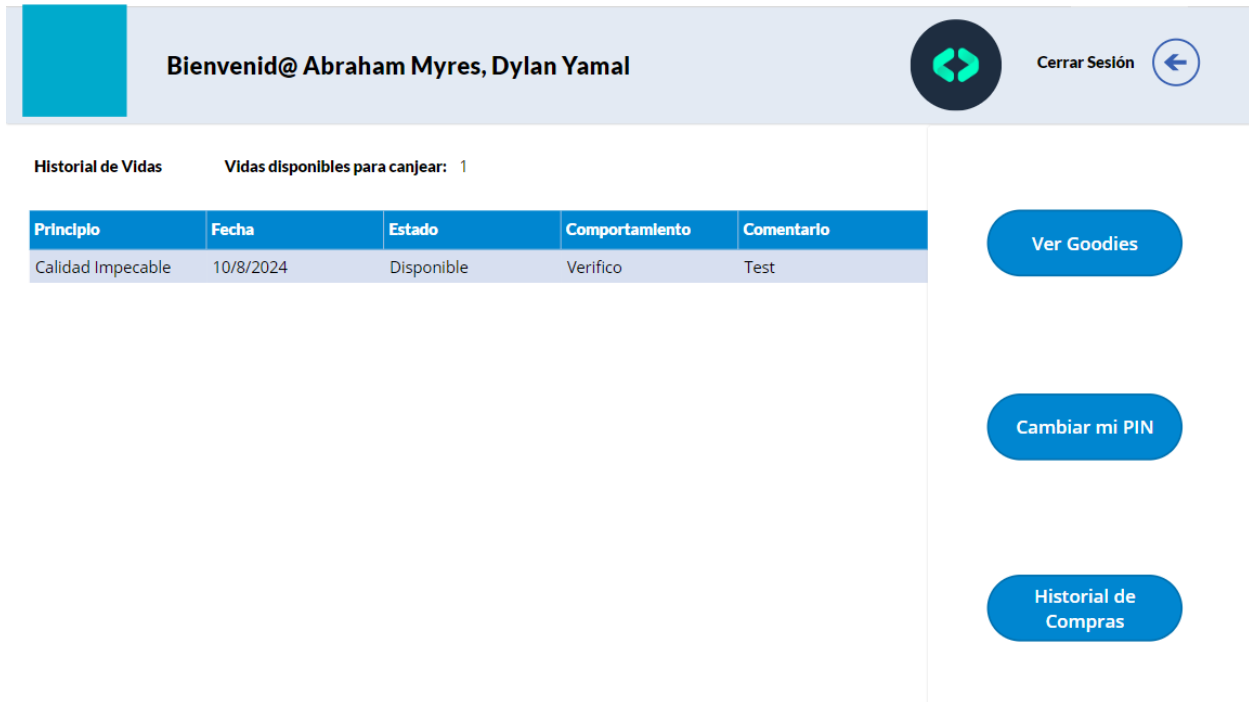 Bienvenid@ Abraham Myres, Dylan Yamal
Cerrar Sesión
Historial de Vidas Vidas disponibles para canjear: 1
Principio Fecha Estado Comportamiento Comentario
Calidad Impecable 10/8/2024 Disponible Verifico Test
Ver Goodies
Cambiar mi PIN
Historial de
Compras